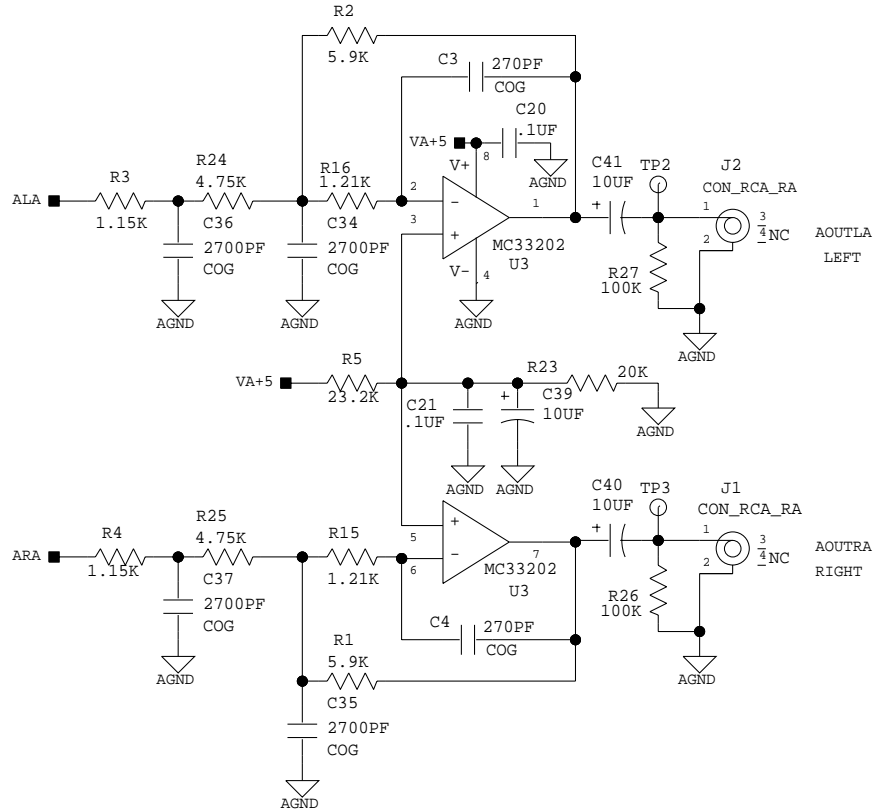 R2
5.9K
C3
270PF
COG
C20
.1UF
VA+5
8
V+
AGND
R24
4.75K
R16
1.21K
R3
ALA
1.15K
C36
2700PF
COG
C34
2700PF
COG
2
3
−
+
1
MC33202
U3
V-
4
C41
10UF
+
TP2
J2
CON_RCA_RA
1
2
3
4
NC
AOUTLA
LEFT
R27
100K
AGND
AGND
AGND
AGND
R5
VA+5
23.2K
R23
20K
C21
.1UF
+
C39
10UF
AGND
AGND
AGND
C40
10UF
+
TP3
J1
CON_RCA_RA
1
2
3
4
NC
AOUTRA
RIGHT
R25
4.75K
R4
ARA
1.15K
R15
1.21K
5
6
+
−
7
MC33202
U3
C37
2700PF
COG
R26
100K
C4
270PF
COG
R1
5.9K
AGND
AGND
C35
2700PF
COG
AGND